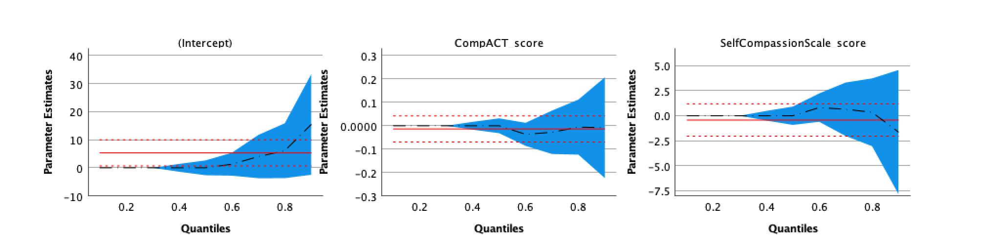 (Intercept)
Parameter Estimates
40
30
20
10
0
−10
0.2 0.4 0.6 0.8
Quantiles
CompACT_score
Parameter Estimates
0.3
0.2
0.1
0.0000
−0.1
−0.2
−0.3
0.2 0.4 0.6 0.8
Quantiles
SelfCompassionScale_score
Parameter Estimates
5.0
2.5
0.0
−2.5
−5.0
−7.5
0.2 0.4 0.6 0.8
Quantiles